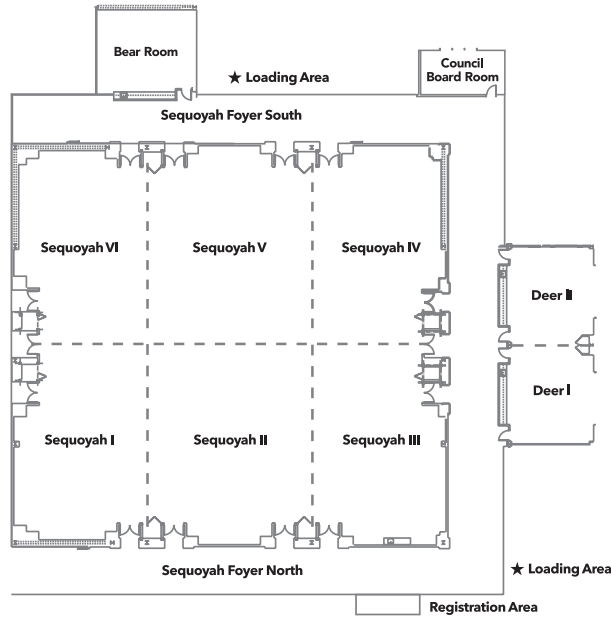 Bear Room
Council
Board Room
★ Loading Area
Sequoyah Foyer South
Sequoyah VI
Sequoyah V
Sequoyah IV
Deer II
Deer I
Sequoyah I
Sequoyah II
Sequoyah III
Sequoyah Foyer North
★ Loading Area
Registration Area